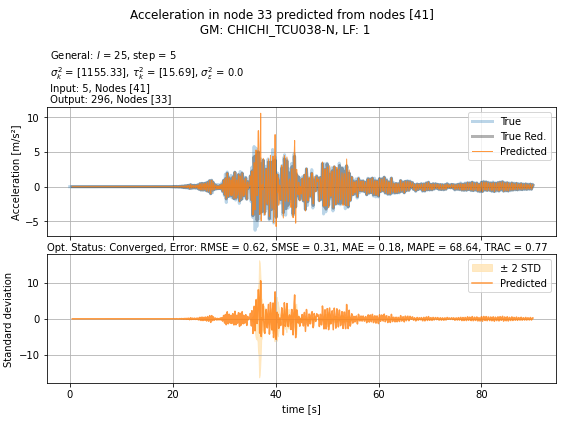 Acceleration in node 33 predicted from nodes [41]
GM: CHICHI_TCU038-N, LF: 1
General: l = 25, step = 5
σ²ₖ = [1155.33], τ²ₖ = [15.69], σ²ε = 0.0
Input: 5, Nodes [41]
Output: 296, Nodes [33]
Acceleration [m/s²]
10
5
0
−5
True
True Red.
Predicted
Opt. Status: Converged, Error: RMSE = 0.62, SMSE = 0.31, MAE = 0.18, MAPE = 68.64, TRAC = 0.77
Standard deviation
10
0
−10
± 2 STD
Predicted
0 20 40 60 80
time [s]